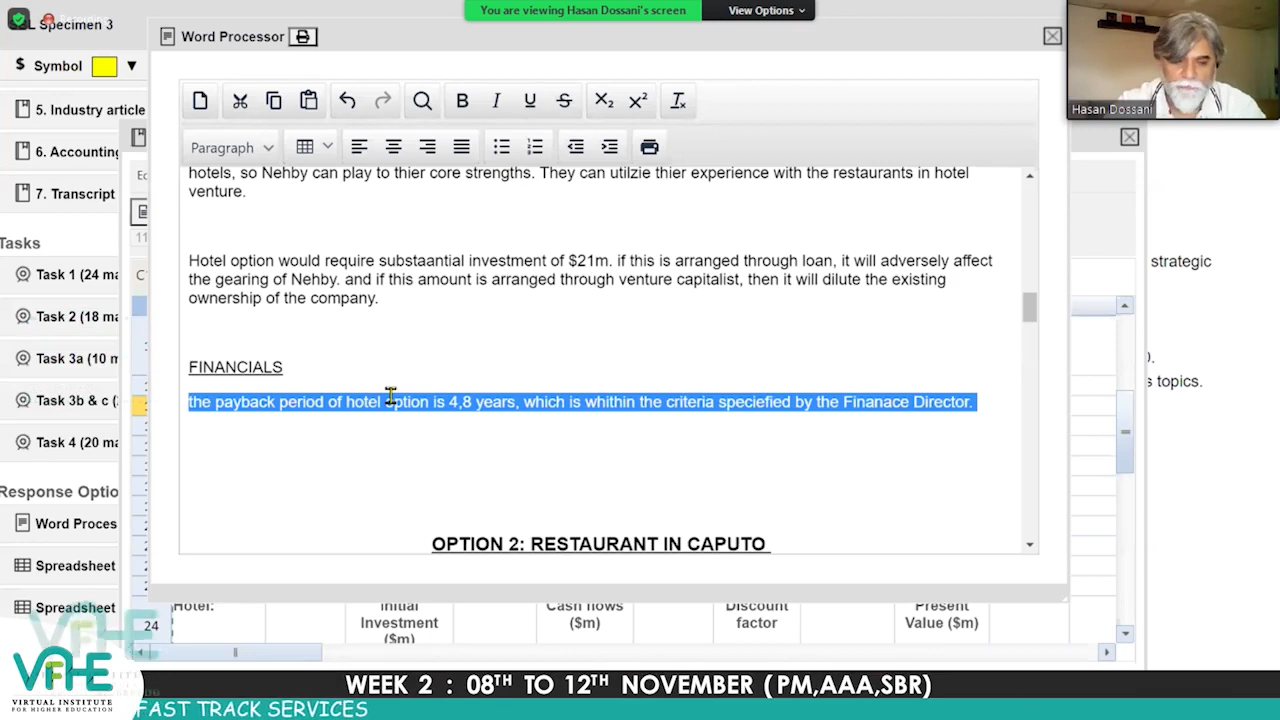 You are viewing Hasan Dossani's screen
View Options
Specimen 3
Symbol
5. Industry article
6. Accounting
7. Transcript
Tasks
Task 1 (24 ma
Task 2 (18 ma
Task 3a (10 m
Task 3b & c (
Task 4 (20 ma
Response Optio
Word Proces
Spreadsheet
Spreadsheet
Word Processor
Hasan Dossani
Paragraph
hotels, so Nehby can play to thier core strengths. They can utilzie thier experience with the restaurants in hotel
venture.
Hotel option would require substaantial investment of $21m. if this is arranged through loan, it will adversely affect
the gearing of Nehby. and if this amount is arranged through venture capitalist, then it will dilute the existing
ownership of the company.
FINANCIALS
the payback period of hotel option is 4,8 years, which is whithin the criteria speciefied by the Finanace Director.
OPTION 2: RESTAURANT IN CAPUTO
strategic
s topics.
24
Hotel:
Initial
Investment
($m)
Cash flows
($m)
Discount
factor
Present
Value ($m)
VIFHE
VIRTUAL INSTITUTE
FOR HIGHER EDUCATION
WEEK 2 : 08TH TO 12TH NOVEMBER (PM,AAA,SBR)
FAST TRACK SERVICES